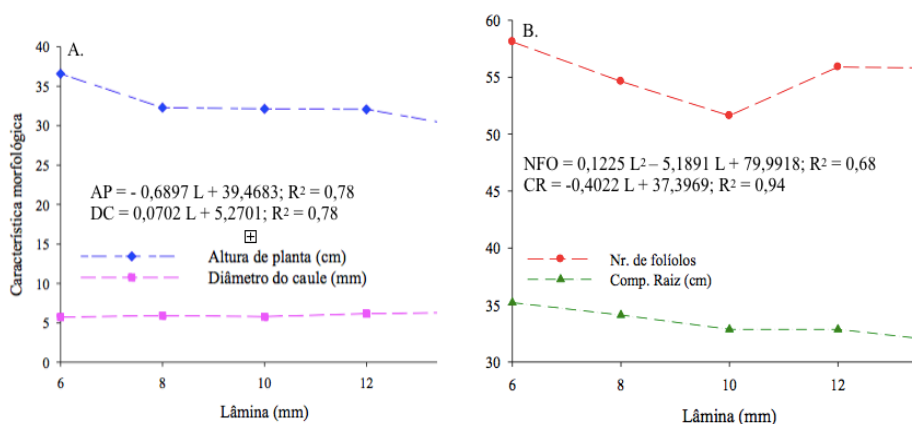 A.
40
35
30
25
20
15
10
5
0
Característica morfológica
AP = - 0,6897 L + 39,4683; R² = 0,78
DC = 0,0702 L + 5,2701; R² = 0,78
Altura de planta (cm)
Diâmetro do caule (mm)
6 8 10 12
Lâmina (mm)
B.
60
55
50
45
40
35
30
NFO = 0,1225 L² – 5,1891 L + 79,9918; R² = 0,68
CR = -0,4022 L + 37,3969; R² = 0,94
Nr. de folíolos
Comp. Raiz (cm)
6 8 10 12
Lâmina (mm)